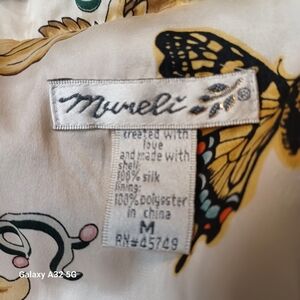 Mureli ®
created with
love
and made with
shell:
100% silk
lining:
100% polyester
in china
M
RN#45749
Galaxy A32 5G